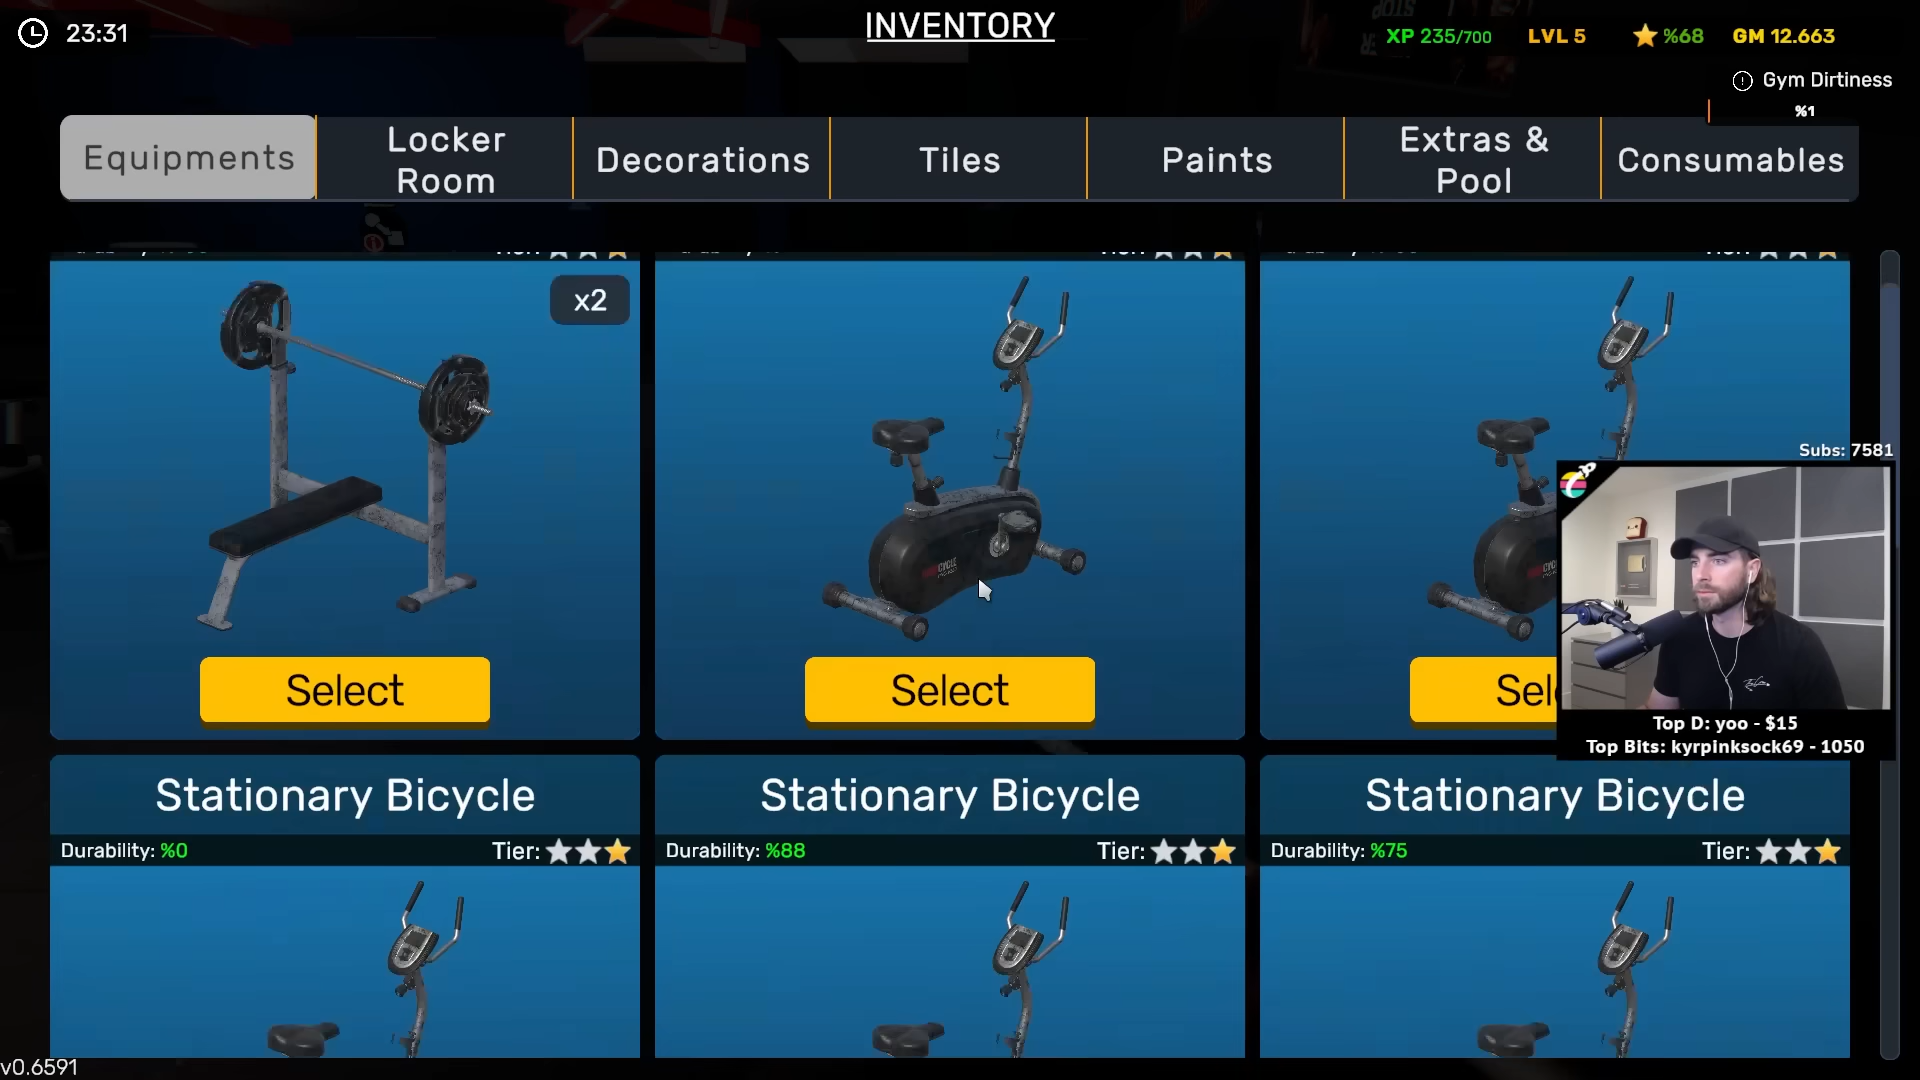 23:31
INVENTORY
XP 235/700
LVL 5
%68
GM 12.663
Gym Dirtiness
%1
Equipments
Locker
Room
Decorations
Tiles
Paints
Extras &
Pool
Consumables
x2
Select
Select
Sel
Subs: 7581
Top D: yoo - $15
Top Bits: kyrpinksock69 - 1050
Stationary Bicycle
Durability: %0
Tier:
Stationary Bicycle
Durability: %88
Tier:
Stationary Bicycle
Durability: %75
Tier:
CYCLE
v0.6591